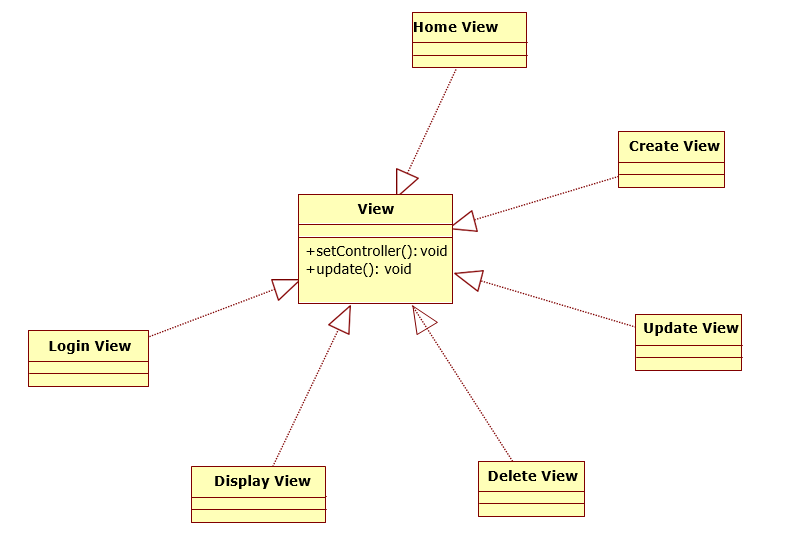 Home View
Create View
View
+setController(): void
+update(): void
Login View
Update View
Display View
Delete View